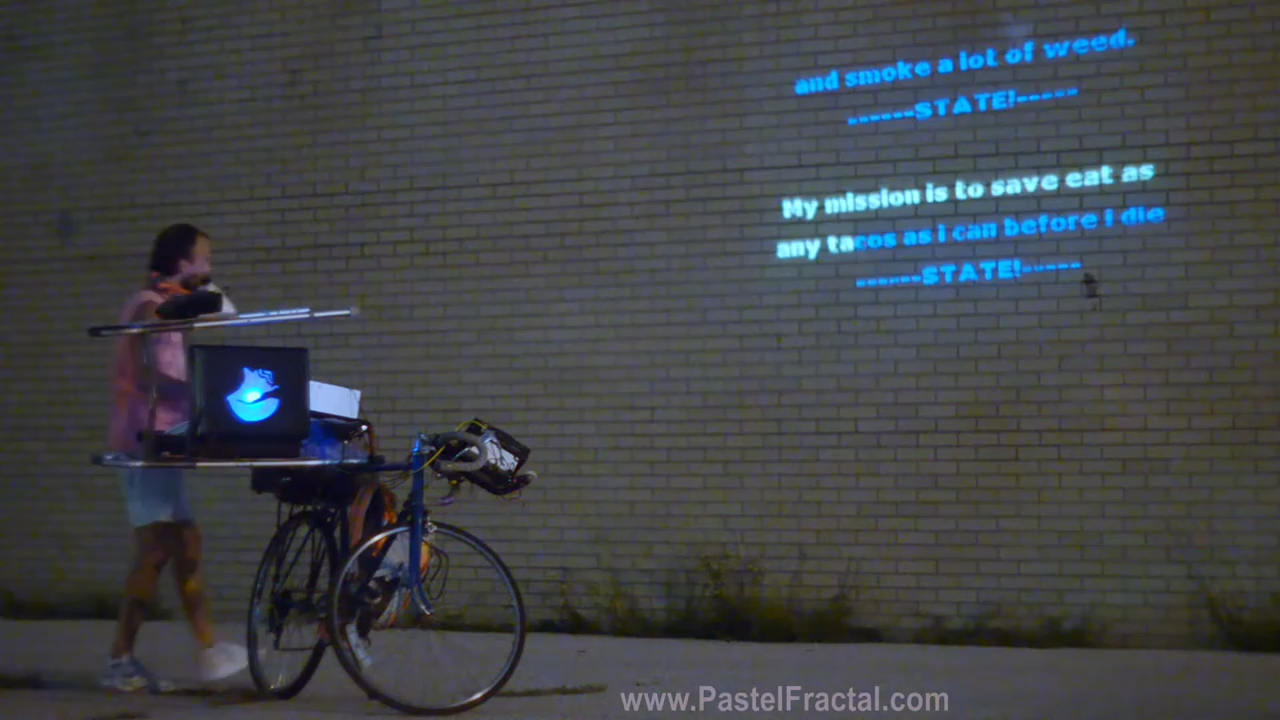 and smoke a lot of weed.
------STATE!-----
My mission is to save eat as
any tacos as i can before i die
------STATE!-----
www.PastelFractal.com